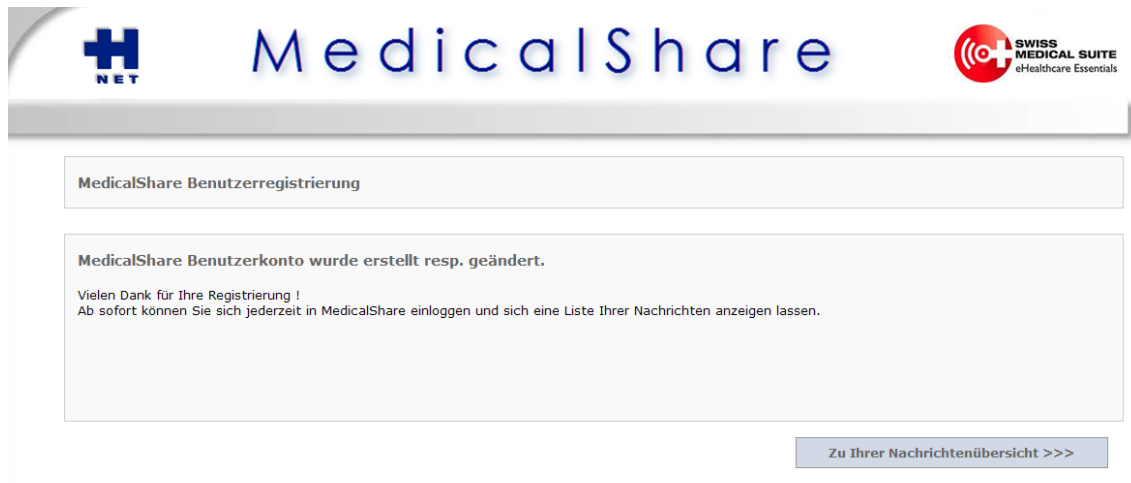 H
NET
MedicalShare
SWISS
MEDICAL SUITE
eHealthcare Essentials
MedicalShare Benutzerregistrierung
MedicalShare Benutzerkonto wurde erstellt resp. geändert.
Vielen Dank für Ihre Registrierung !
Ab sofort können Sie sich jederzeit in MedicalShare einloggen und sich eine Liste Ihrer Nachrichten anzeigen lassen.
Zu Ihrer Nachrichtenübersicht >>>